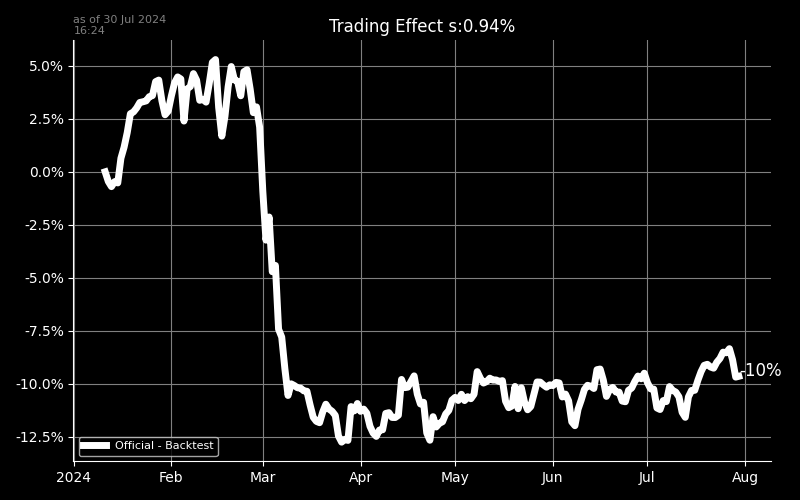 as of 30 Jul 2024
16:24
Trading Effect s:0.94%
5.0%
2.5%
0.0%
-2.5%
-5.0%
-7.5%
-10.0%
-12.5%
-10%
Official - Backtest
2024 Feb Mar Apr May Jun Jul Aug